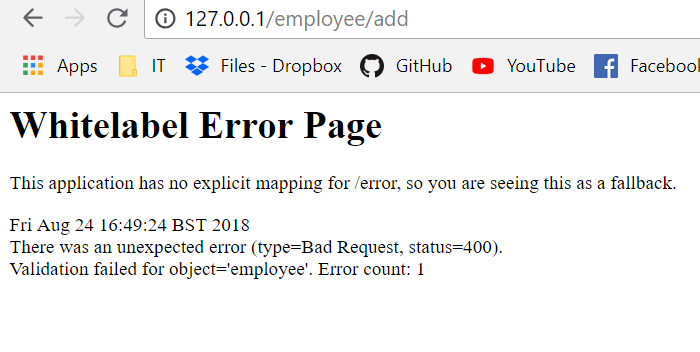 127.0.0.1/employee/add
Apps IT Files - Dropbox GitHub YouTube Facebook
Whitelabel Error Page
This application has no explicit mapping for /error, so you are seeing this as a fallback.
Fri Aug 24 16:49:24 BST 2018
There was an unexpected error (type=Bad Request, status=400).
Validation failed for object='employee'. Error count: 1